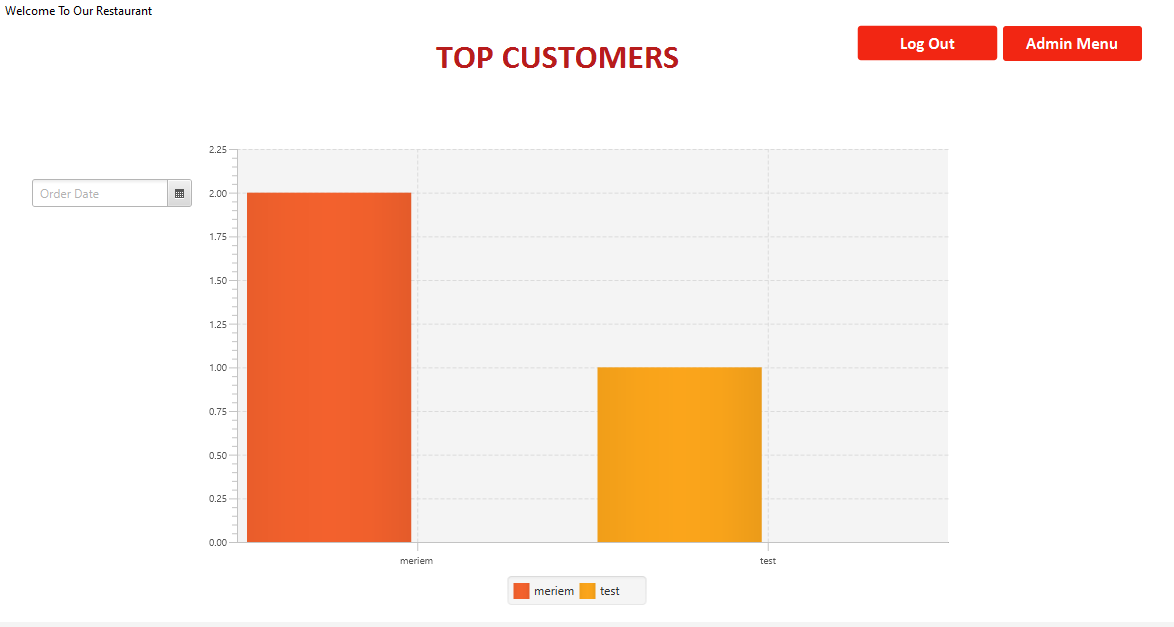 Welcome To Our Restaurant
Log Out
Admin Menu
TOP CUSTOMERS
Order Date
2.25
2.00
1.75
1.50
1.25
1.00
0.75
0.50
0.25
0.00
meriem test
meriem test